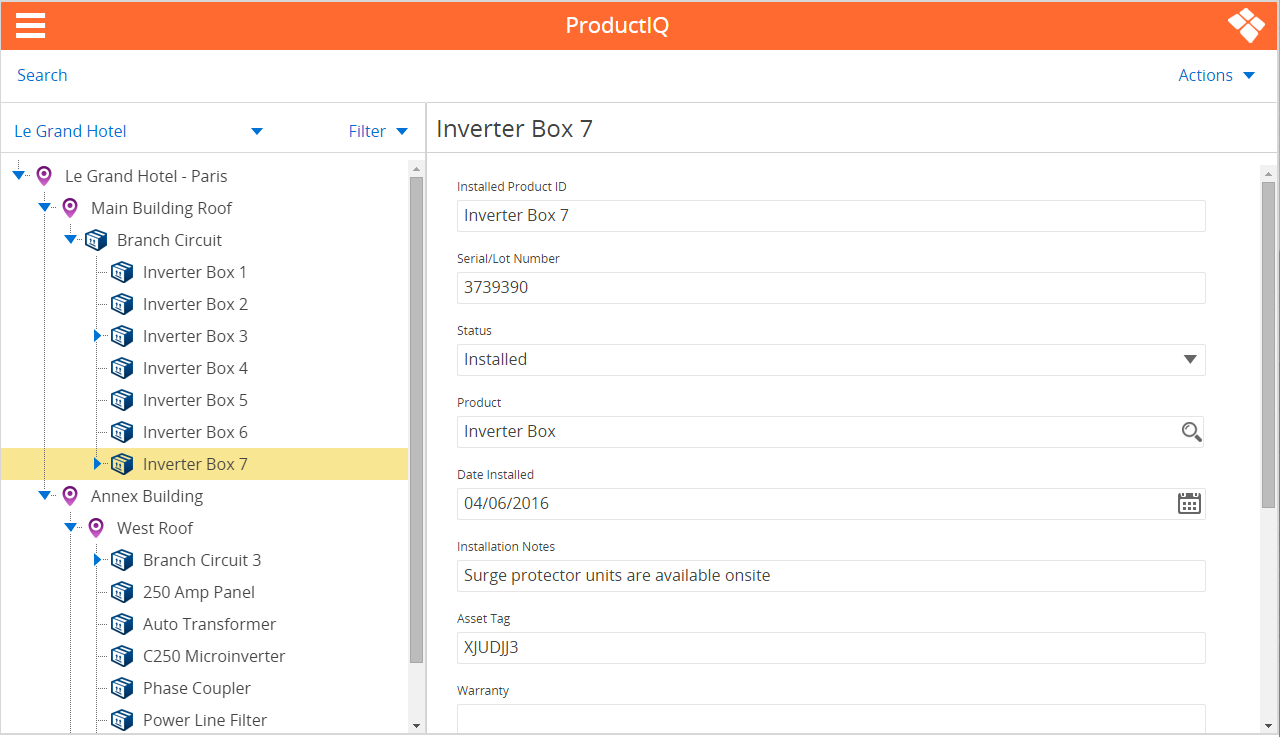 ProductIQ
Search
Actions
Le Grand Hotel
Filter
Le Grand Hotel - Paris
Main Building Roof
Branch Circuit
Inverter Box 1
Inverter Box 2
Inverter Box 3
Inverter Box 4
Inverter Box 5
Inverter Box 6
Inverter Box 7
Annex Building
West Roof
Branch Circuit 3
250 Amp Panel
Auto Transformer
C250 Microinverter
Phase Coupler
Power Line Filter
Inverter Box 7
Installed Product ID
Inverter Box 7
Serial/Lot Number
3739390
Status
Installed
Product
Inverter Box
Date Installed
04/06/2016
Installation Notes
Surge protector units are available onsite
Asset Tag
XJUDJJ3
Warranty